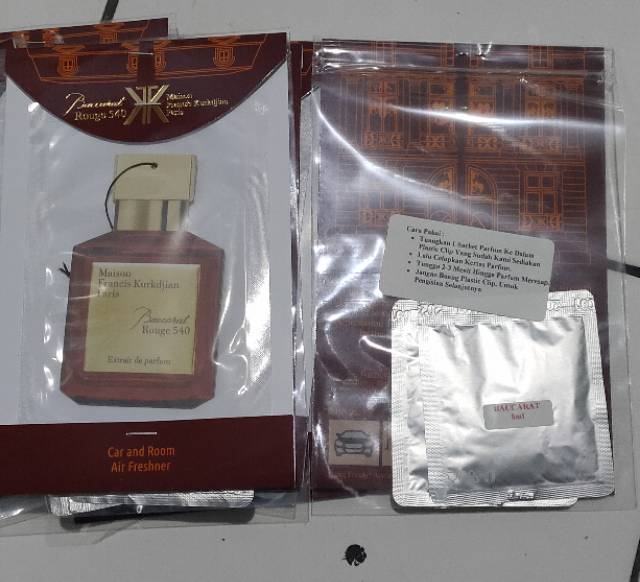 Baccarat
Rouge 540
Maison
Francis Kurkdjian
Paris
Maison
Francis Kurkdjian
Paris
Baccarat
Rouge 540
Extrait de parfum
Car and Room
Air Freshner
Cara Pakai :
Tuangkan 1 Sachet Parfum Ke Dalam
Plastic Clip Yang Sudah Kami Sediakan
Lalu Celupkan Kertas Parfum.
Tunggu 2-3 Menit Hingga Parfum Meresap.
Jangan Buang Plastic Clip, Untuk
Pengisian Selanjutnya
BACCARAT